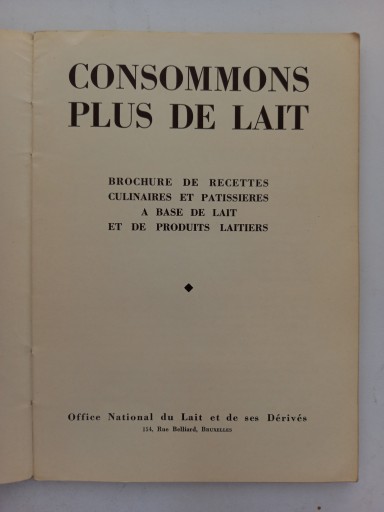 CONSOMMONS
PLUS DE LAIT
BROCHURE DE RECETTES
CULINAIRES ET PATISSIERES
A BASE DE LAIT
ET DE PRODUITS LAITIERS
Office National du Lait et de ses Dérivés
114, Rue Belliard, BRUXELLES